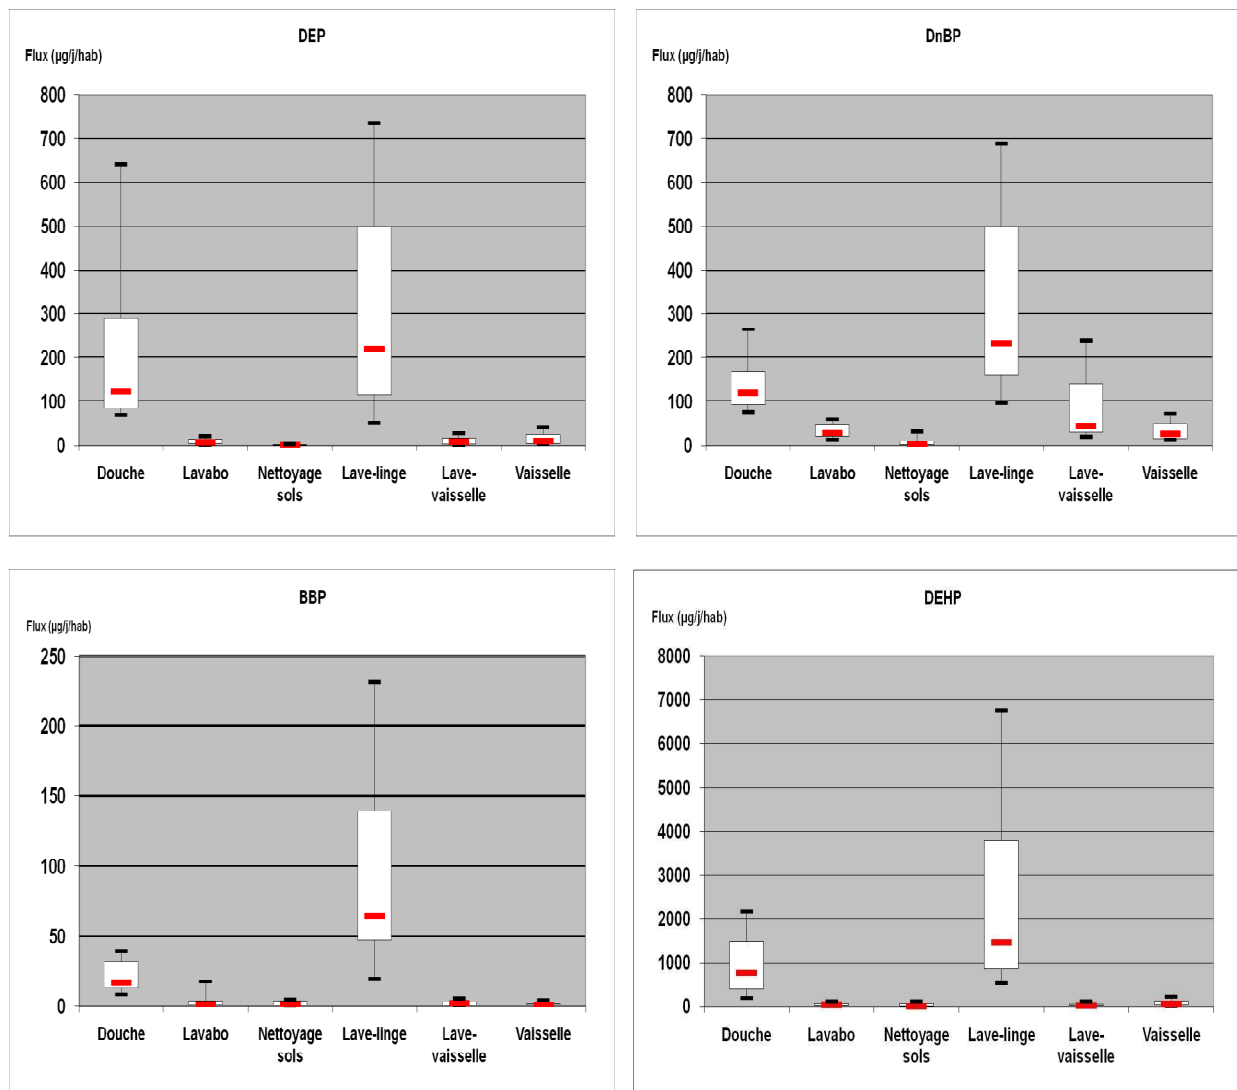 DEP
Flux (µg/j/hab)
800
700
600
500
400
300
200
100
0
Douche Lavabo Nettoyage Lave-linge Lave- Vaisselle
sols vaisselle
DnBP
Flux (µg/j/hab)
800
700
600
500
400
300
200
100
0
Douche Lavabo Nettoyage Lave-linge Lave- Vaisselle
sols vaisselle
BBP
Flux (µg/j/hab)
250
200
150
100
50
0
Douche Lavabo Nettoyage Lave-linge Lave- Vaisselle
sols vaisselle
DEHP
Flux (µg/j/hab)
8000
7000
6000
5000
4000
3000
2000
1000
0
Douche Lavabo Nettoyage Lave-linge Lave- Vaisselle
sols vaisselle